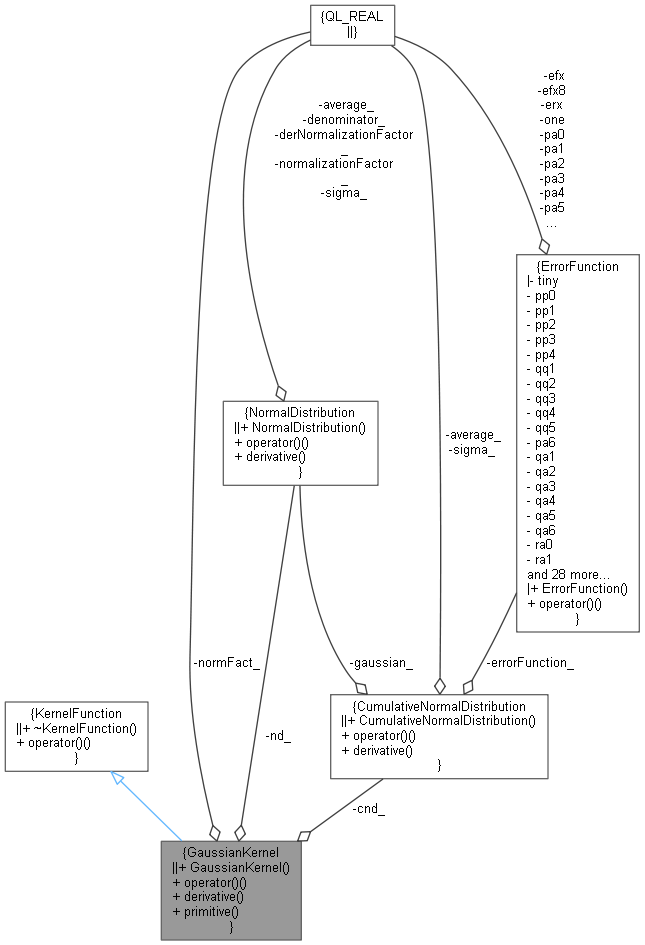 {QL_REAL
||}
-average_
-denominator_
-derNormalizationFactor
_
-normalizationFactor
_
-sigma_
-efx
-efx8
-erx
-one
-pa0
-pa1
-pa2
-pa3
-pa4
-pa5
...
{ErrorFunction
|- tiny
- pp0
- pp1
- pp2
- pp3
- pp4
- qq1
- qq2
- qq3
- qq4
- qq5
- pa6
- qa1
- qa2
- qa3
- qa4
- qa5
- qa6
- ra0
- ra1
and 28 more...
|+ ErrorFunction()
+ operator()()
}
{NormalDistribution
||+ NormalDistribution()
+ operator()()
+ derivative()
}
-average_
-sigma_
-normFact_
-gaussian_
-errorFunction_
{KernelFunction
||+ ~KernelFunction()
+ operator()()
}
-nd_
{CumulativeNormalDistribution
||+ CumulativeNormalDistribution()
+ operator()()
+ derivative()
}
-cnd_
{GaussianKernel
||+ GaussianKernel()
+ operator()()
+ derivative()
+ primitive()
}